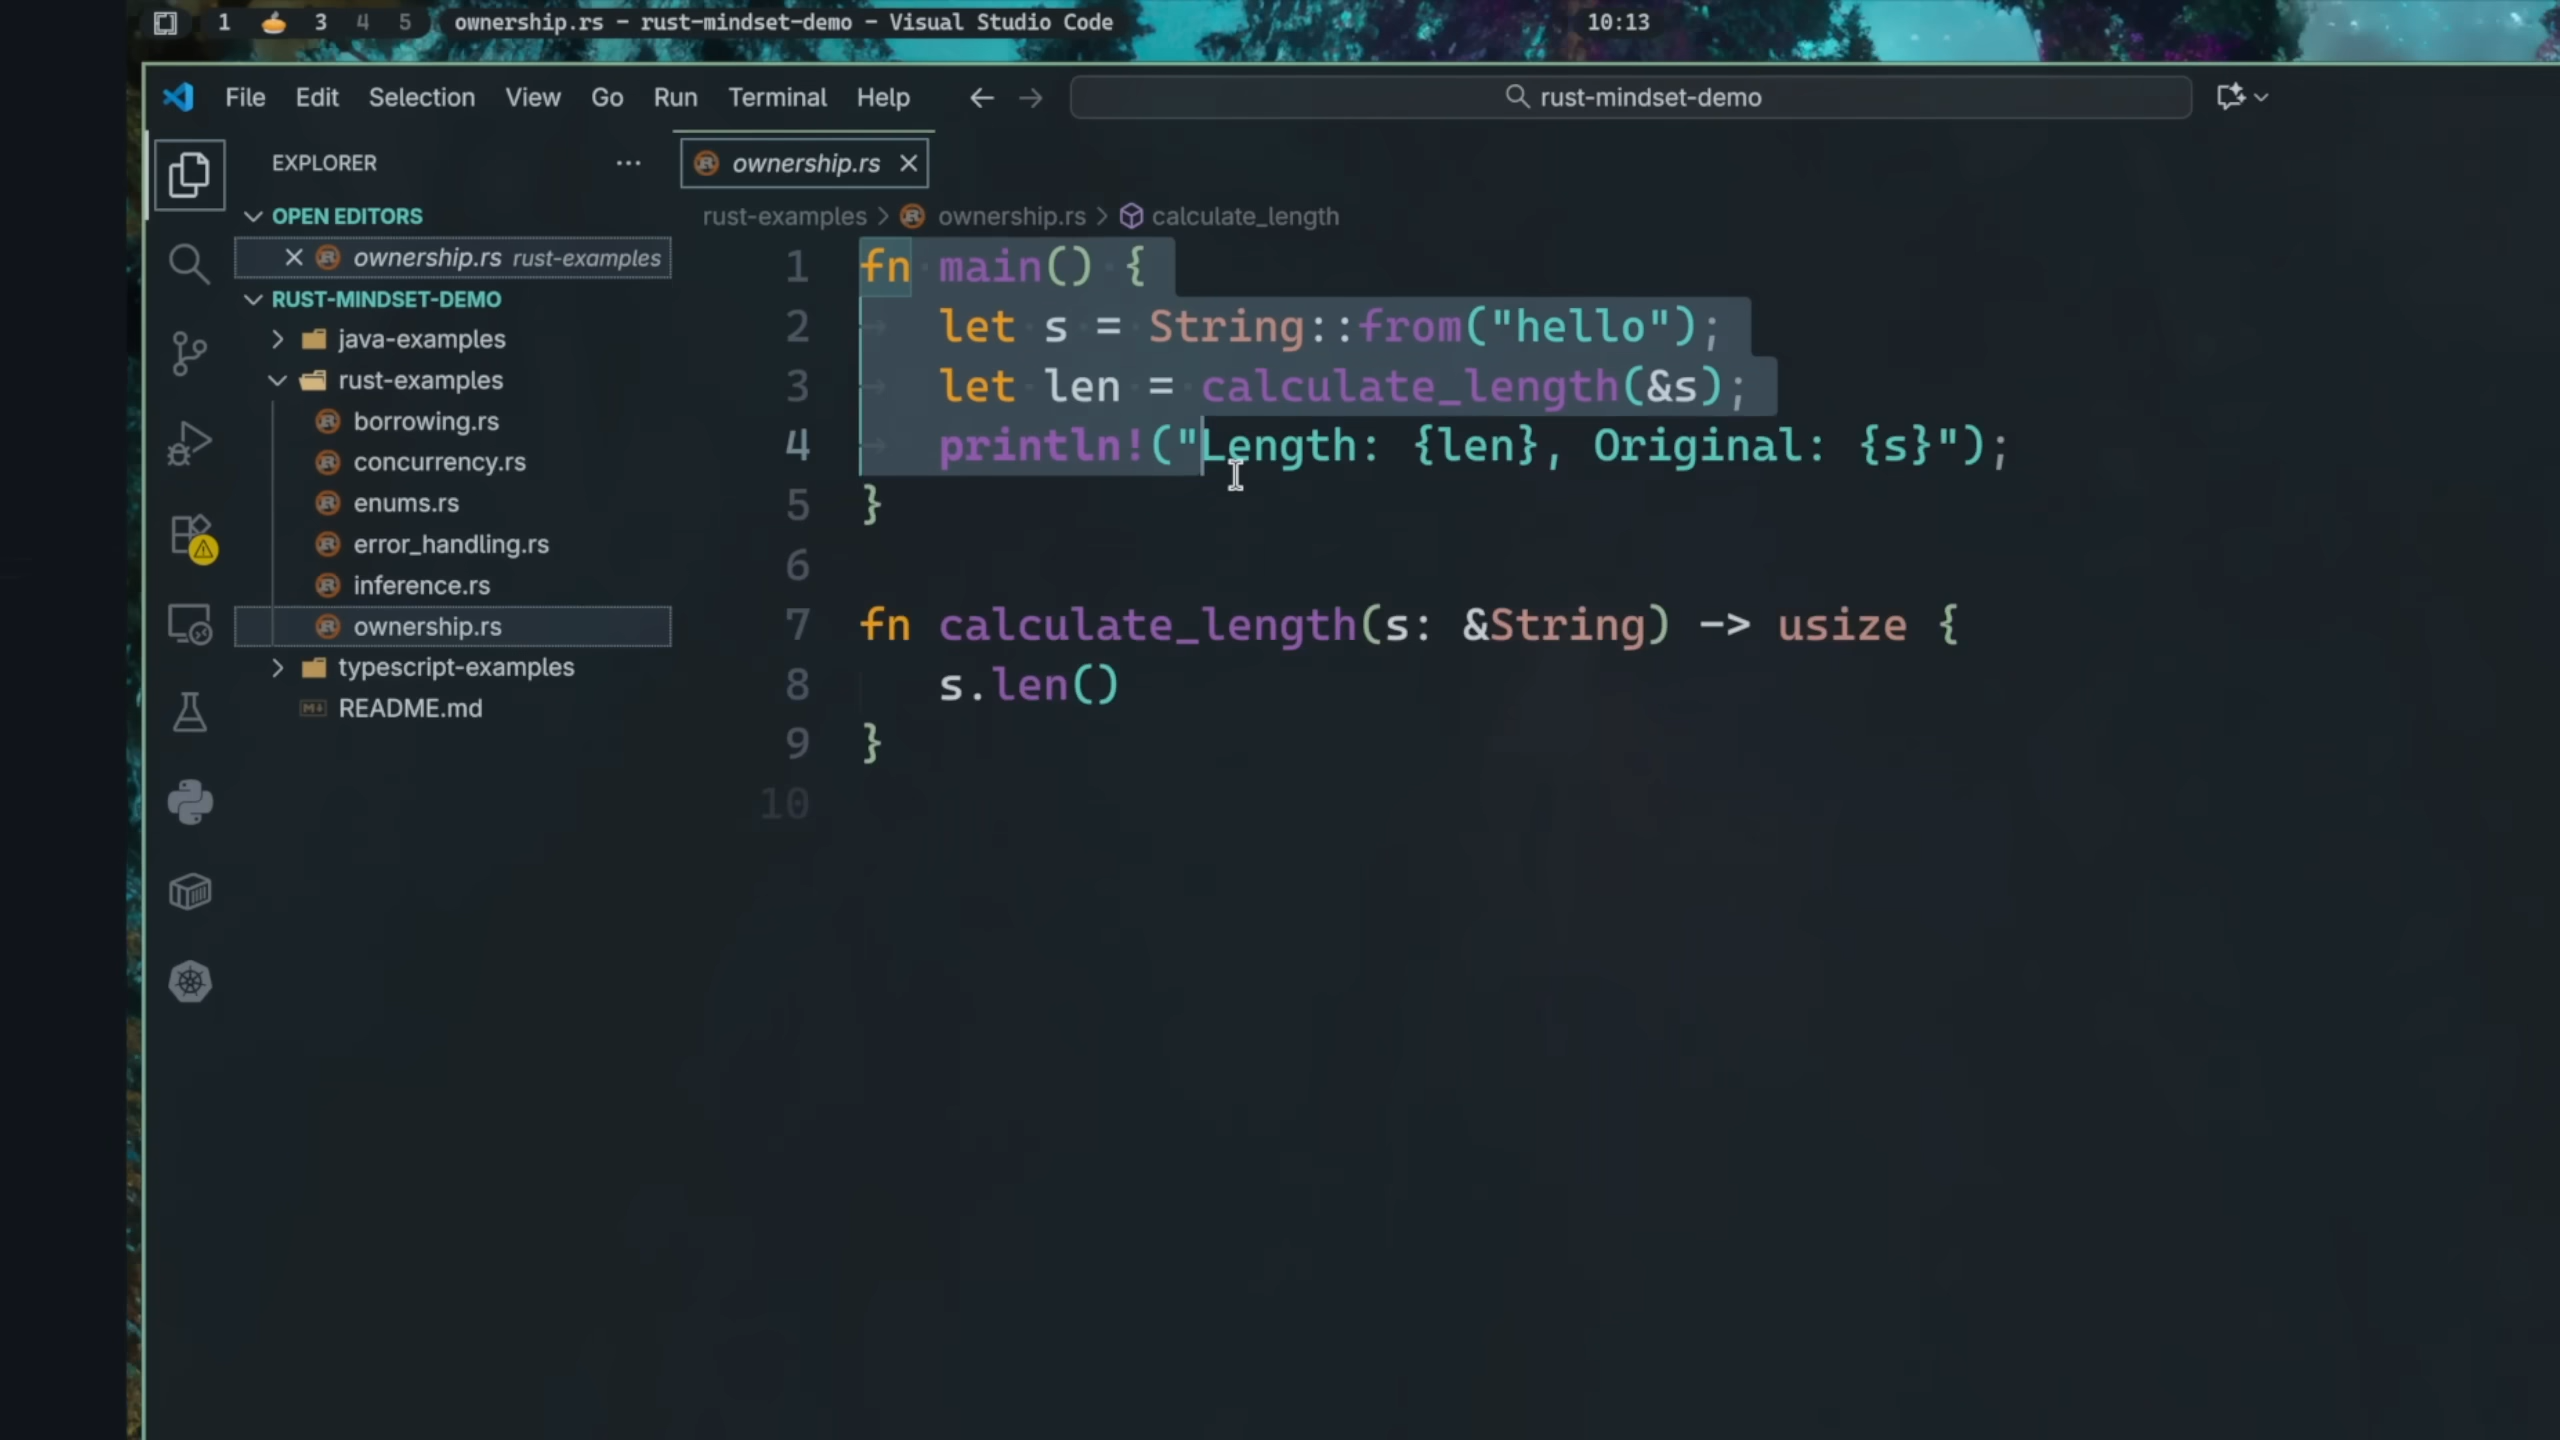 1 3 4 5 ownership.rs - rust-mindset-demo - Visual Studio Code 10:13
File Edit Selection View Go Run Terminal Help rust-mindset-demo
EXPLORER
OPEN EDITORS
ownership.rs rust-examples
RUST-MINDSET-DEMO
java-examples
rust-examples
borrowing.rs
concurrency.rs
enums.rs
error_handling.rs
inference.rs
ownership.rs
typescript-examples
README.md
ownership.rs
rust-examples > ownership.rs > calculate_length
1 fn main() {
2 let s = String::from("hello");
3 let len = calculate_length(&s);
4 println!("Length: {len}, Original: {s}");
5 }
6
7 fn calculate_length(s: &String) -> usize {
8 s.len()
9 }
10